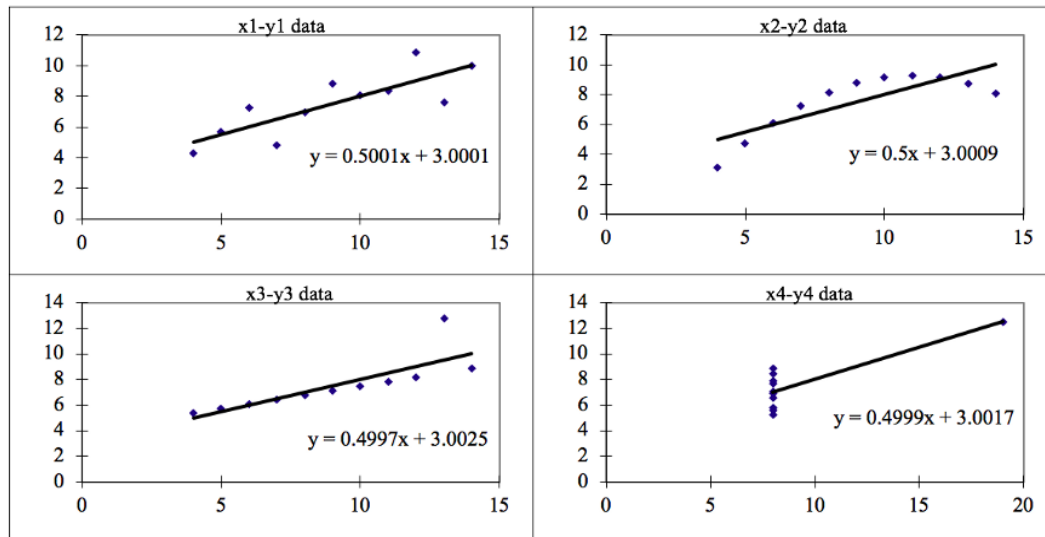 x1-y1 data
12
10
8
6
4
2
0
0 5 10 15
y = 0.5001x + 3.0001
x2-y2 data
12
10
8
6
4
2
0
0 5 10 15
y = 0.5x + 3.0009
x3-y3 data
14
12
10
8
6
4
2
0
0 5 10 15
y = 0.4997x + 3.0025
x4-y4 data
14
12
10
8
6
4
2
0
0 5 10 15 20
y = 0.4999x + 3.0017